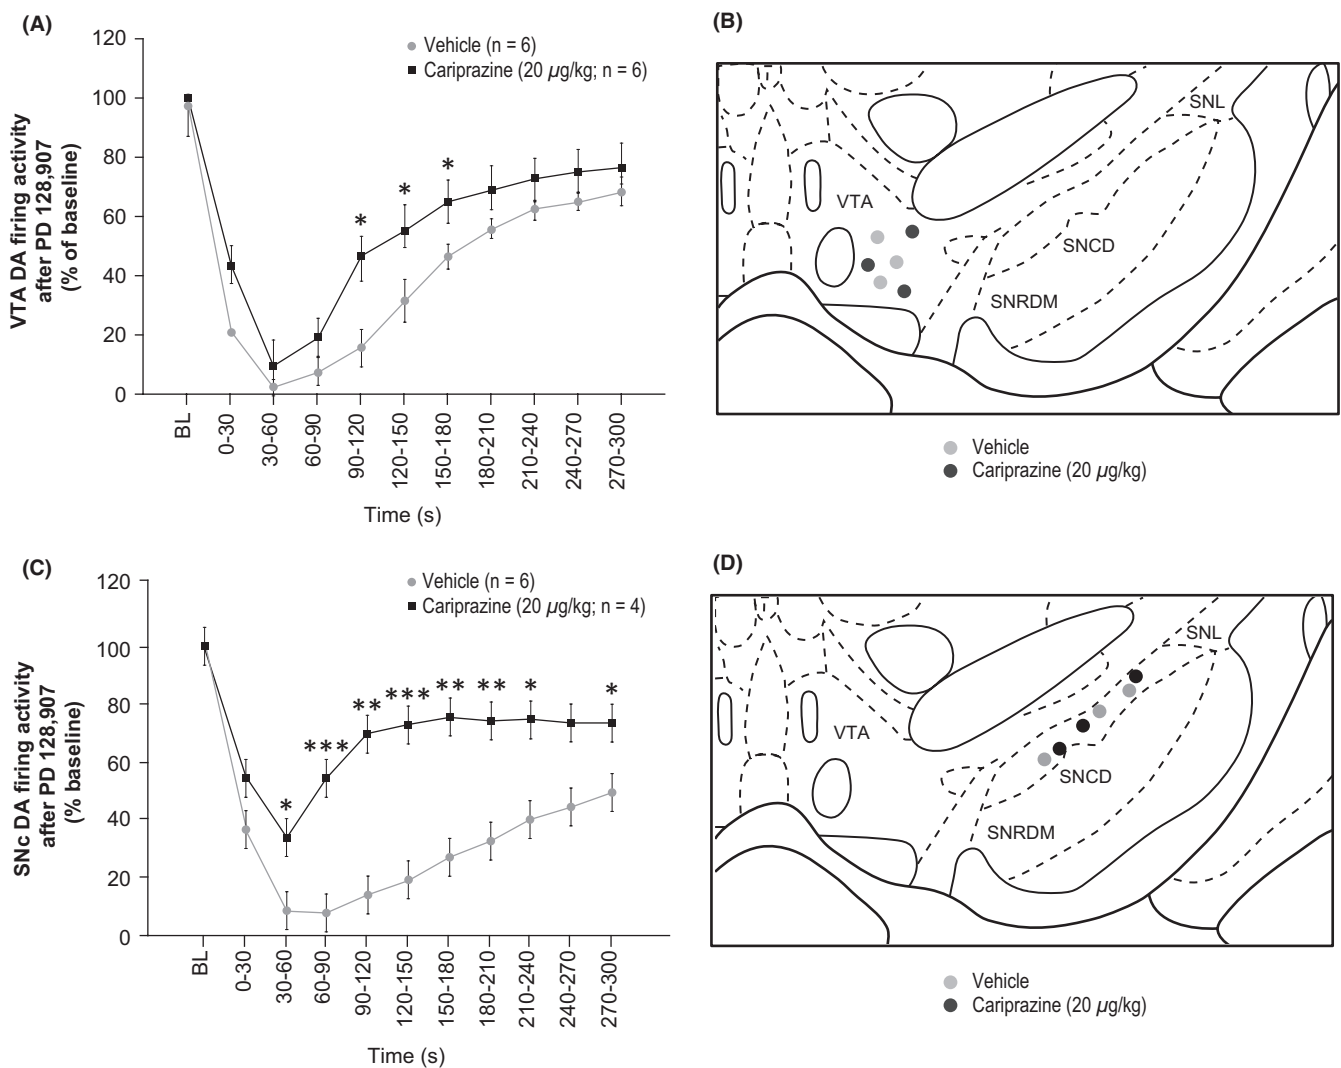 (A)
VTA DA firing activity
after PD 128,907
(% of baseline)
120
100
80
60
40
20
0
Vehicle (n = 6)
Cariprazine (20 µg/kg; n = 6)
*
*
*
BL
0-30
30-60
60-90
90-120
120-150
150-180
180-210
210-240
240-270
270-300
Time (s)
(B)
SNL
VTA
SNCD
SNRDM
Vehicle
Cariprazine (20 µg/kg)
(C)
SNc DA firing activity
after PD 128,907
(% baseline)
120
100
80
60
40
20
0
Vehicle (n = 6)
Cariprazine (20 µg/kg; n = 4)
*
***
**
***
**
**
*
*
BL
0-30
30-60
60-90
90-120
120-150
150-180
180-210
210-240
240-270
270-300
Time (s)
(D)
SNL
VTA
SNCD
SNRDM
Vehicle
Cariprazine (20 µg/kg)